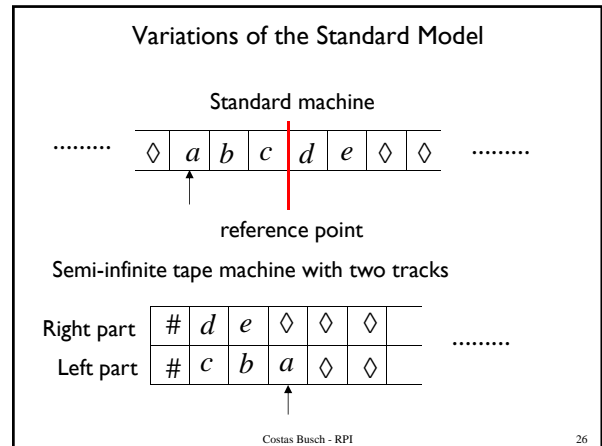 Variations of the Standard Model
Standard machine
......... ◊ a b c d e ◊ ◊ .........
reference point
Semi-infinite tape machine with two tracks
Right part # d e ◊ ◊ ◊ .........
Left part # c b a ◊ ◊
Costas Busch - RPI 26